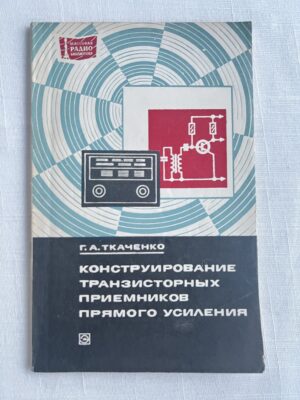 МАССОВАЯ
РАДИО
БИБЛИОТЕКА
Г. А. ТКАЧЕНКО
КОНСТРУИРОВАНИЕ
ТРАНЗИСТОРНЫХ
ПРИЕМНИКОВ
ПРЯМОГО УСИЛЕНИЯ